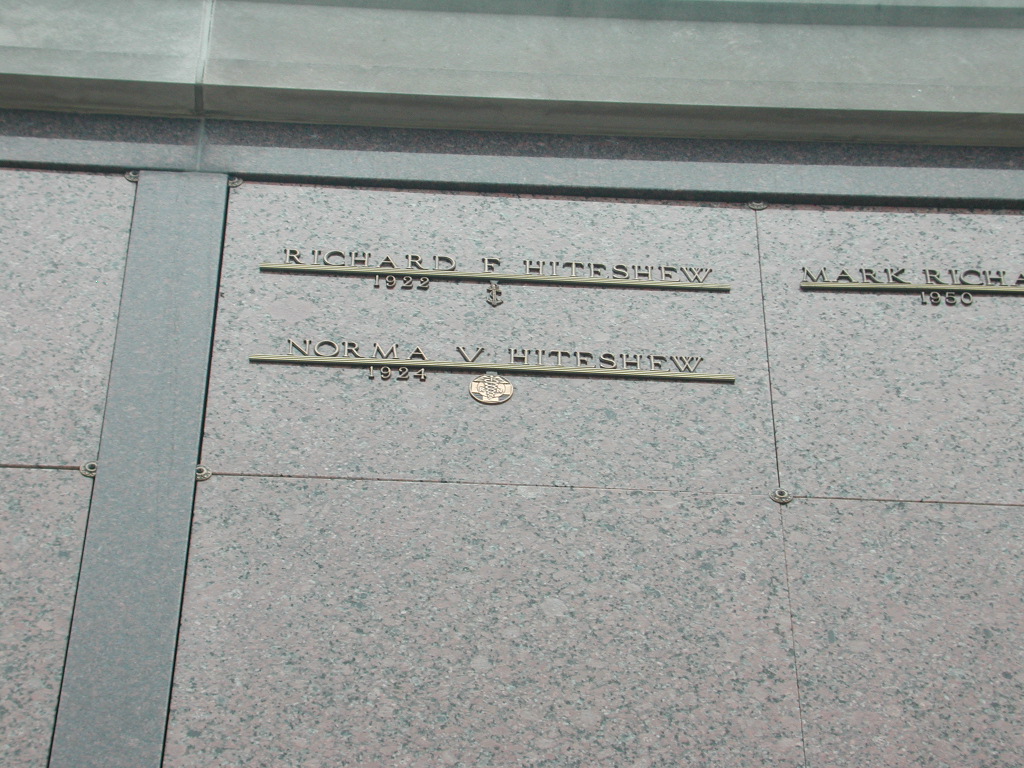 RICHARD F HITESHEW
1922
NORMA V HITESHEW
1924
MARK RICHA
1950